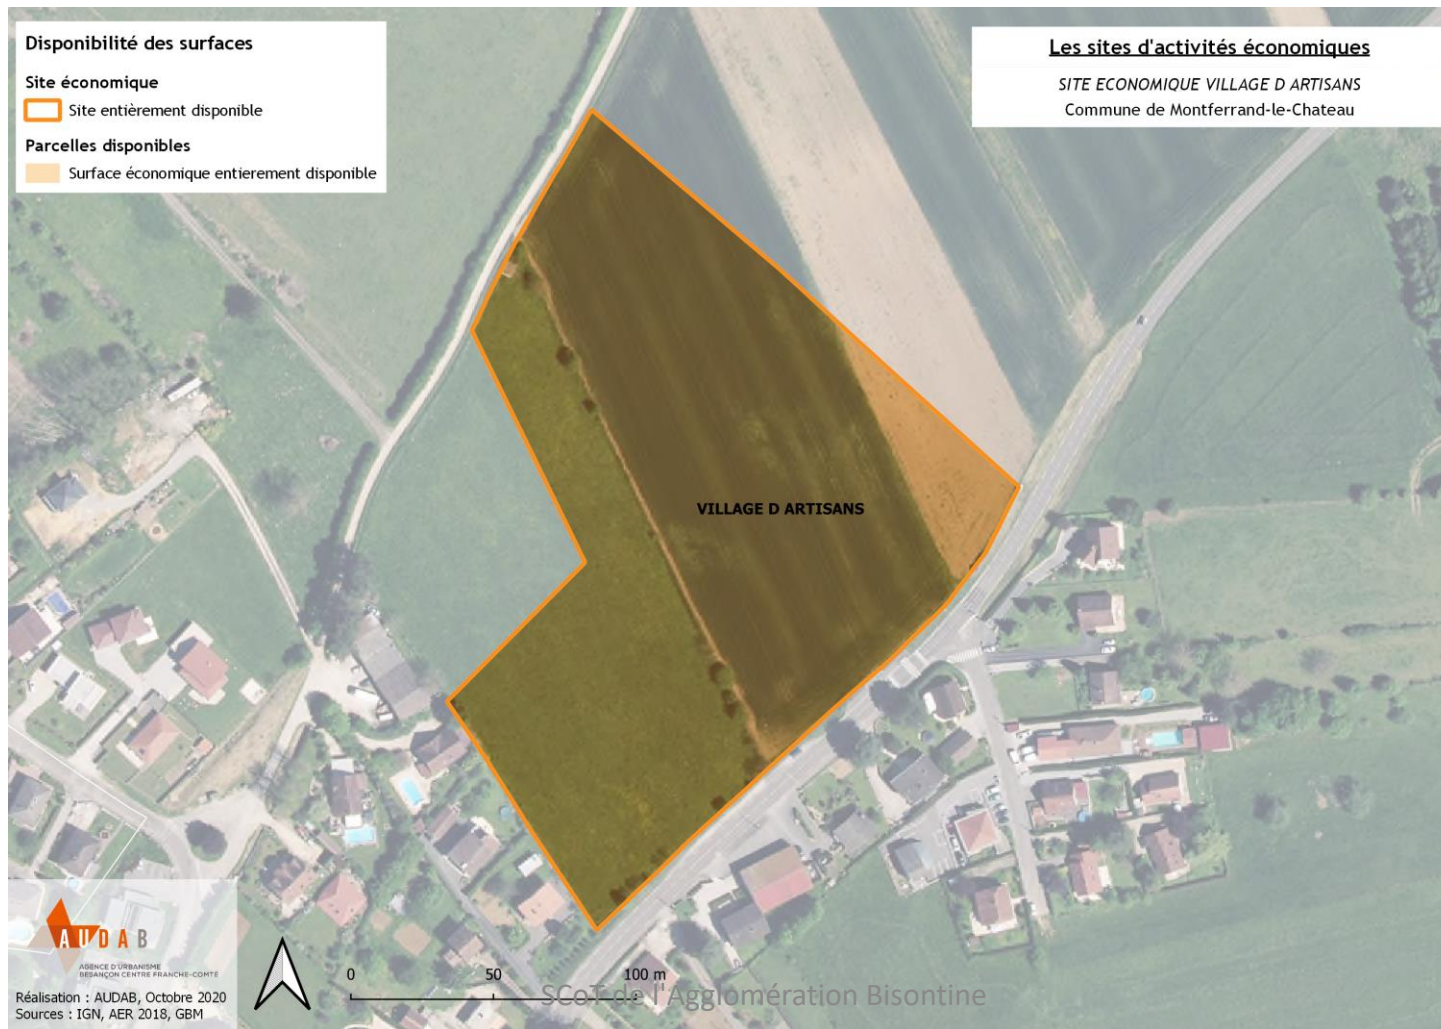 Disponibilité des surfaces
Site économique
Site entièrement disponible
Parcelles disponibles
Surface économique entierement disponible
Les sites d'activités économiques
SITE ECONOMIQUE VILLAGE D ARTISANS
Commune de Montferrand-le-Chateau
VILLAGE D ARTISANS
AUDAB
AGENCE D'URBANISME
BESANÇON CENTRE FRANCHE-COMTÉ
Réalisation : AUDAB, Octobre 2020
Sources : IGN, AER 2018, GBM
0 50 100 m
SCoT de l'Agglomération Bisontine